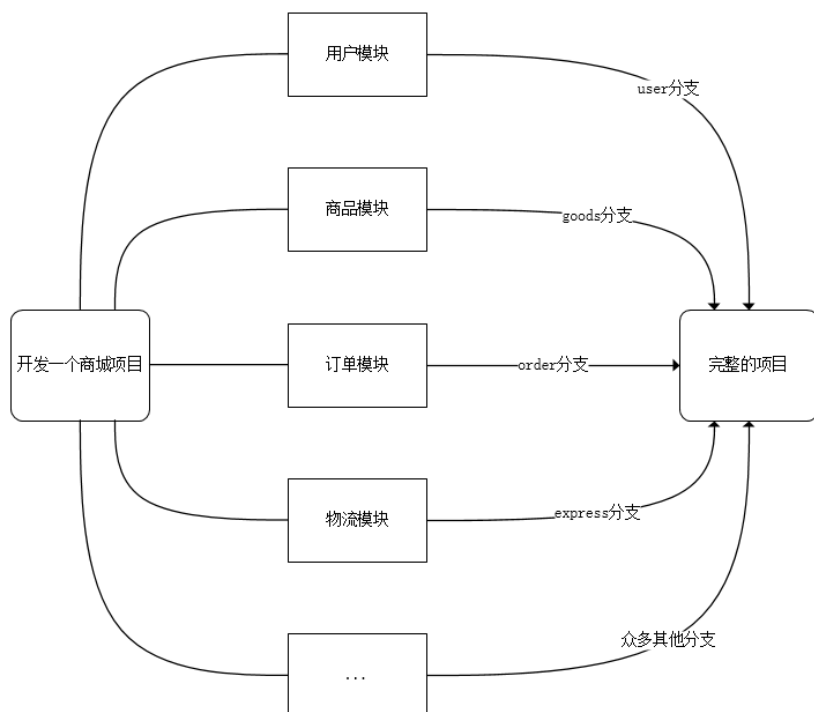 用户模块
user分支
商品模块
goods分支
开发一个商城项目
订单模块
order分支
完整的项目
物流模块
express分支
...
众多其他分支